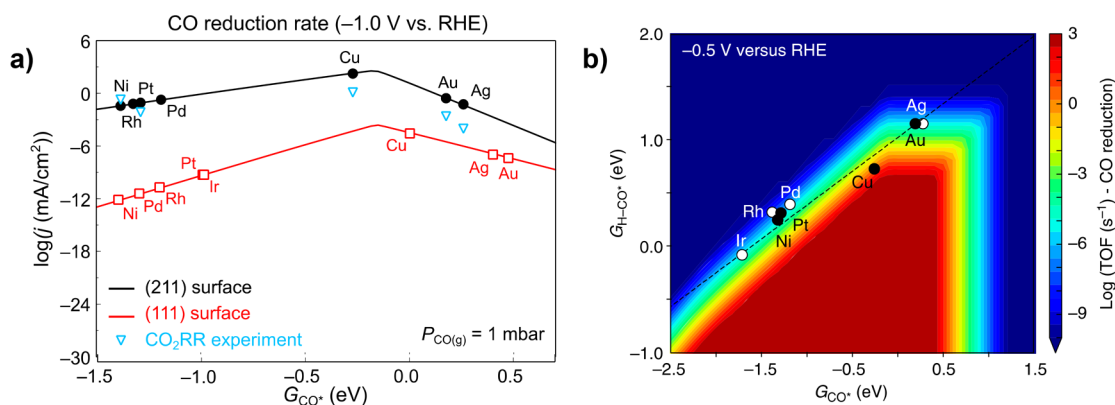 CO reduction rate (−1.0 V vs. RHE)
a)
6
0
−6
−12
−18
−24
−30
log(j (mA/cm²)
Ni
Pt
Rh
Pd
Cu
Au
Ag
Pt
Ir
Ni
Pd
Rh
Cu
Ag
Au
(211) surface
(111) surface
CO₂RR experiment
P_CO(g) = 1 mbar
−1.5
−1.0
−0.5
0.0
0.5
G_CO* (eV)
b)
−0.5 V versus RHE
2.0
1.0
0.0
−1.0
G_H–CO* (eV)
Ag
Au
Cu
Pd
Rh
Pt
Ni
Ir
−2.5
−1.5
−0.5
0.5
1.5
G_CO* (eV)
3
2
0
−2
−4
−6
−9
Log (TOF (s⁻¹) - CO reduction)